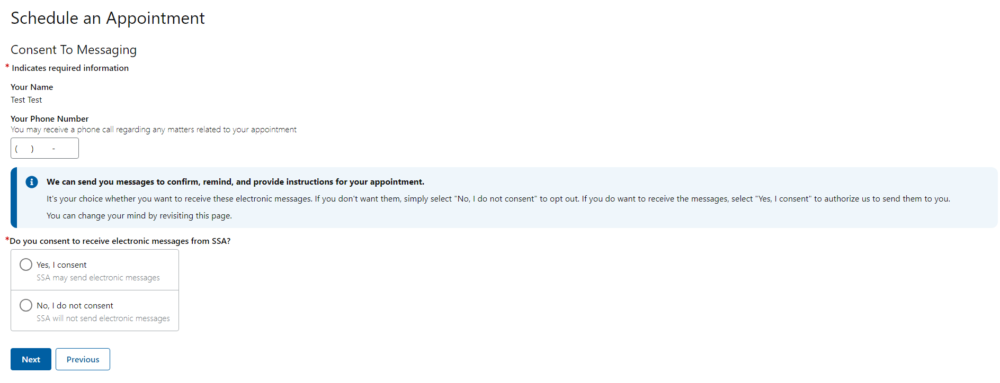 Schedule an Appointment
Consent To Messaging
* Indicates required information
Your Name
Test Test
Your Phone Number
You may receive a phone call regarding any matters related to your appointment
( ) -
We can send you messages to confirm, remind, and provide instructions for your appointment.
It's your choice whether you want to receive these electronic messages. If you don't want them, simply select "No, I do not consent" to opt out. If you do want to receive the messages, select "Yes, I consent" to authorize us to send them to you.
You can change your mind by revisiting this page.
*Do you consent to receive electronic messages from SSA?
Yes, I consent
SSA may send electronic messages
No, I do not consent
SSA will not send electronic messages
Next Previous